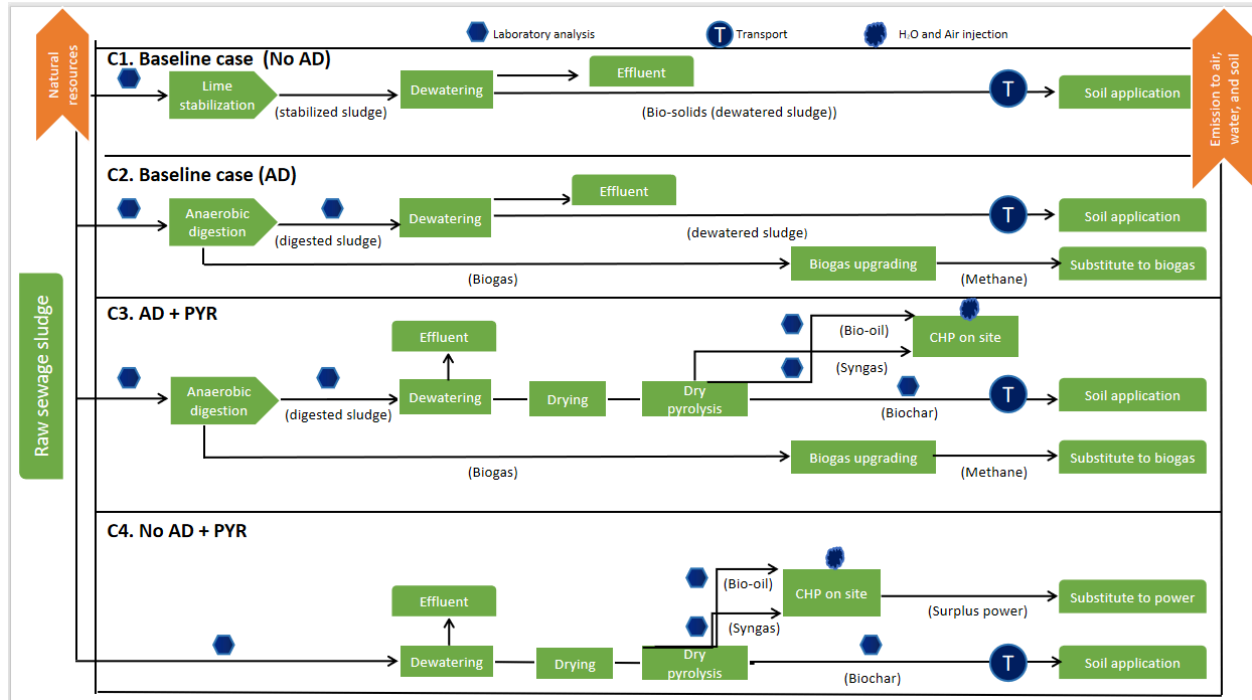 Natural
resources
Laboratory analysis
T
Transport
H₂O and Air injection
Emission to air,
water, and soil
Raw sewage sludge
C1. Baseline case (No AD)
Lime
stabilization
(stabilized sludge)
Dewatering
Effluent
(Bio-solids (dewatered sludge))
T
Soil application
C2. Baseline case (AD)
Anaerobic
digestion
(digested sludge)
Dewatering
Effluent
(dewatered sludge)
T
Soil application
(Biogas)
Biogas upgrading
(Methane)
Substitute to biogas
C3. AD + PYR
Anaerobic
digestion
(digested sludge)
Effluent
Dewatering
Drying
Dry
pyrolysis
(Bio-oil)
(Syngas)
CHP on site
(Biochar)
T
Soil application
(Biogas)
Biogas upgrading
(Methane)
Substitute to biogas
C4. No AD + PYR
Effluent
Dewatering
Drying
Dry
pyrolysis
(Bio-oil)
(Syngas)
CHP on site
(Surplus power)
Substitute to power
(Biochar)
T
Soil application